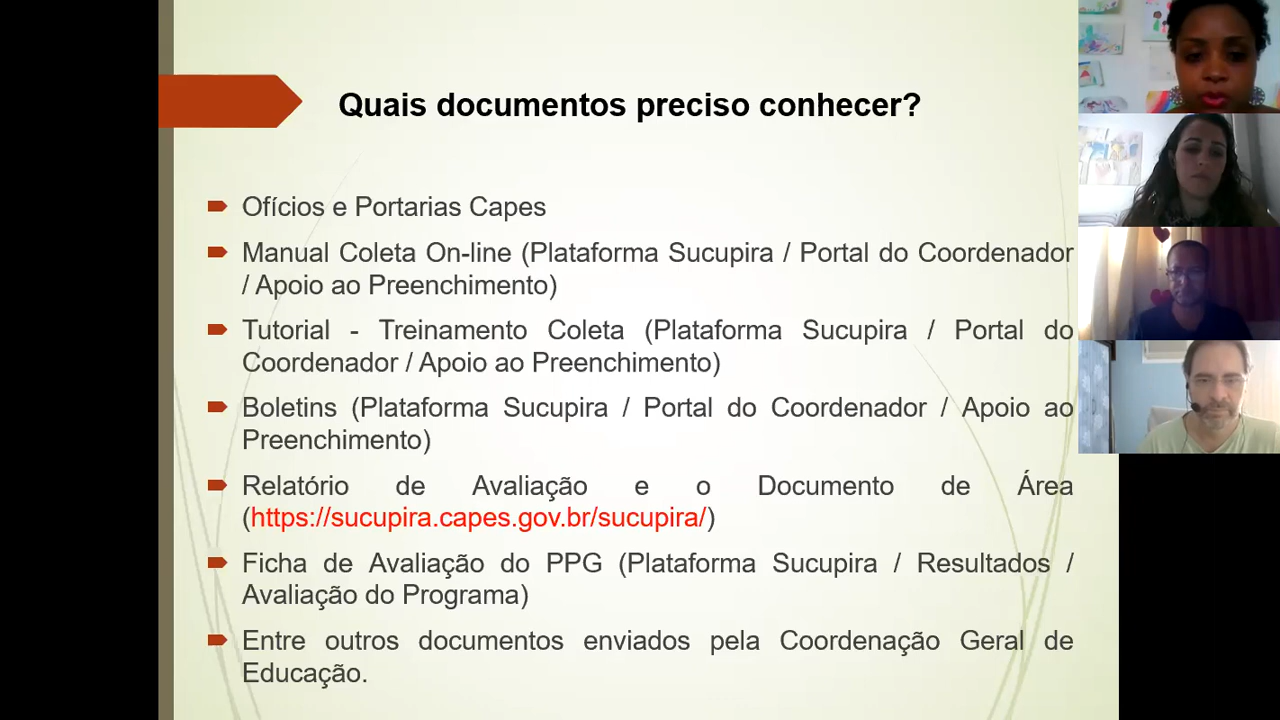 Quais documentos preciso conhecer?
Ofícios e Portarias Capes
Manual Coleta On-line (Plataforma Sucupira / Portal do Coordenador
/ Apoio ao Preenchimento)
Tutorial - Treinamento Coleta (Plataforma Sucupira / Portal do
Coordenador / Apoio ao Preenchimento)
Boletins (Plataforma Sucupira / Portal do Coordenador / Apoio ao
Preenchimento)
Relatório de Avaliação e o Documento de Área
(https://sucupira.capes.gov.br/sucupira/)
Ficha de Avaliação do PPG (Plataforma Sucupira / Resultados /
Avaliação do Programa)
Entre outros documentos enviados pela Coordenação Geral de
Educação.